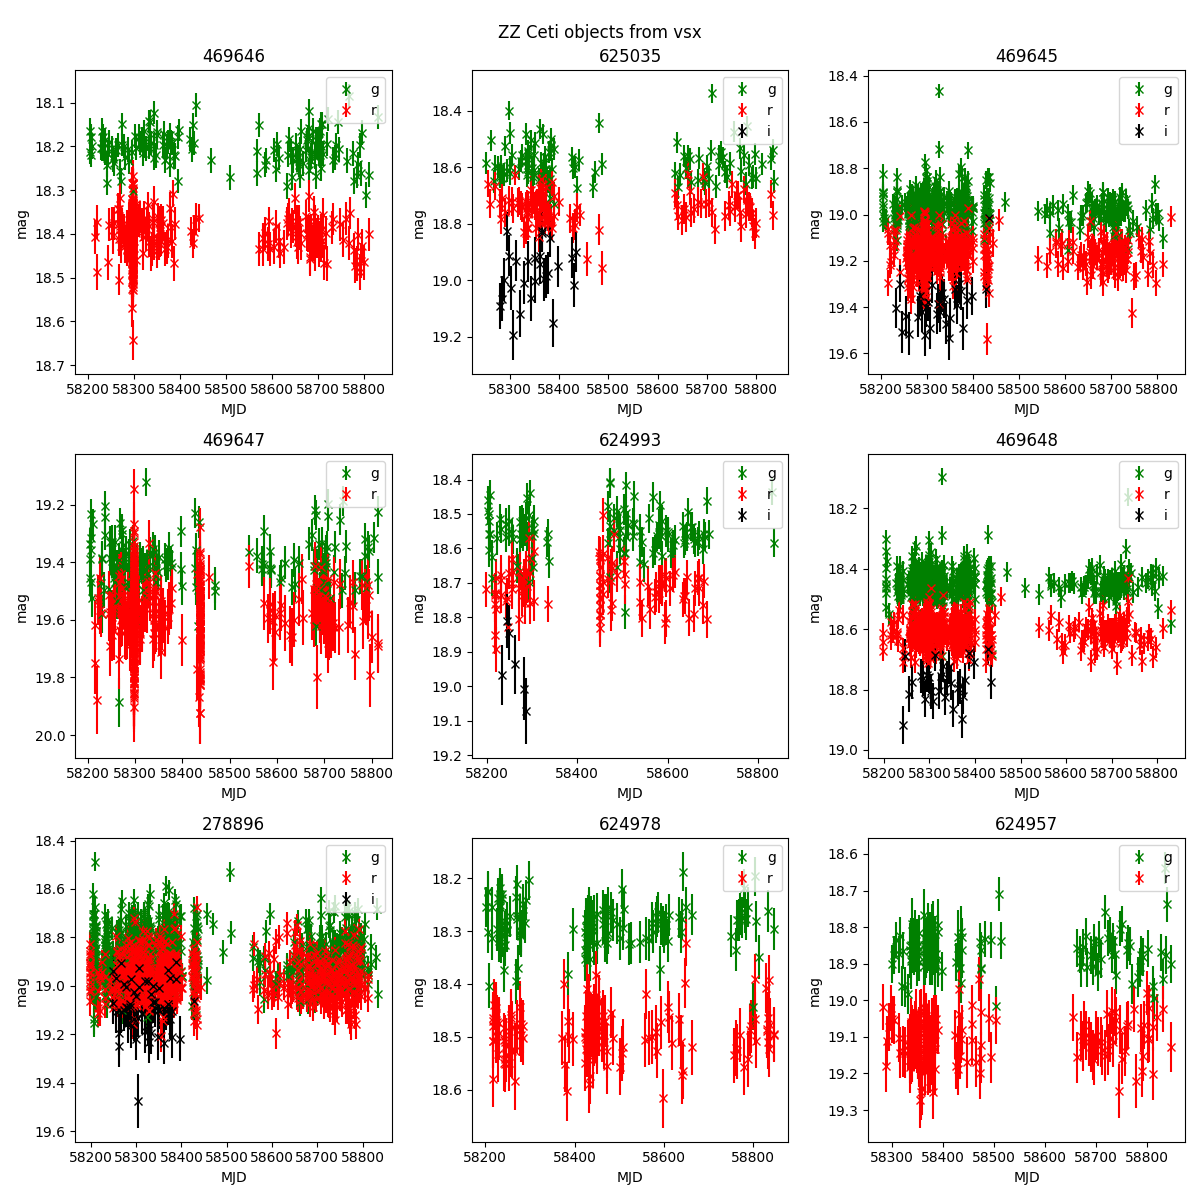 ZZ Ceti objects from vsx
469646
625035
469645
g
r
g
r
i
g
r
i
18.1
18.2
18.3
18.4
18.5
18.6
18.7
mag
18.4
18.6
18.8
19.0
19.2
mag
18.4
18.6
18.8
19.0
19.2
19.4
19.6
mag
58200 58300 58400 58500 58600 58700 58800
58300 58400 58500 58600 58700 58800
58200 58300 58400 58500 58600 58700 58800
MJD
MJD
MJD
469647
624993
469648
g
r
g
r
i
g
r
i
19.2
19.4
19.6
19.8
20.0
mag
18.4
18.5
18.6
18.7
18.8
18.9
19.0
19.1
19.2
mag
18.2
18.4
18.6
18.8
19.0
mag
58200 58300 58400 58500 58600 58700 58800
58200 58400 58600 58800
58200 58300 58400 58500 58600 58700 58800
MJD
MJD
MJD
278896
624978
624957
g
r
i
g
r
g
r
18.4
18.6
18.8
19.0
19.2
19.4
19.6
mag
18.2
18.3
18.4
18.5
18.6
mag
18.6
18.7
18.8
18.9
19.0
19.1
19.2
19.3
mag
58200 58300 58400 58500 58600 58700 58800
58200 58400 58600 58800
58300 58400 58500 58600 58700 58800
MJD
MJD
MJD